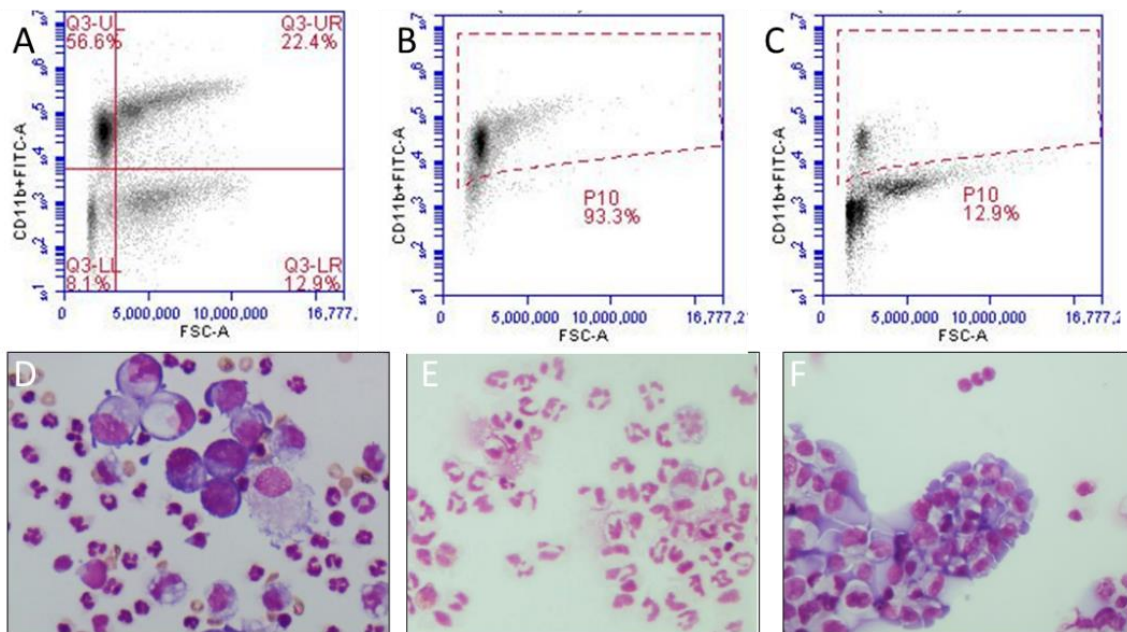 A
Q3-UL
56.6%
Q3-UR
22.4%
Q3-LL
8.1%
Q3-LR
12.9%
CD11b+FITC-A
0
5,000,000
10,000,000
16,777,
FSC-A
B
P10
93.3%
CD11b+FITC-A
0
5,000,000
10,000,000
16,777,21
FSC-A
C
P10
12.9%
CD11b+FITC-A
0
5,000,000
10,000,000
16,777,2
FSC-A
D
E
F